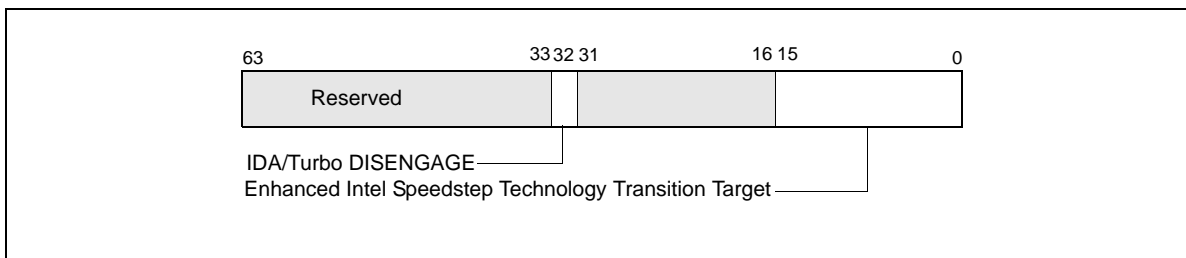 63 33 32 31 16 15 0
Reserved
IDA/Turbo DISENGAGE
Enhanced Intel Speedstep Technology Transition Target